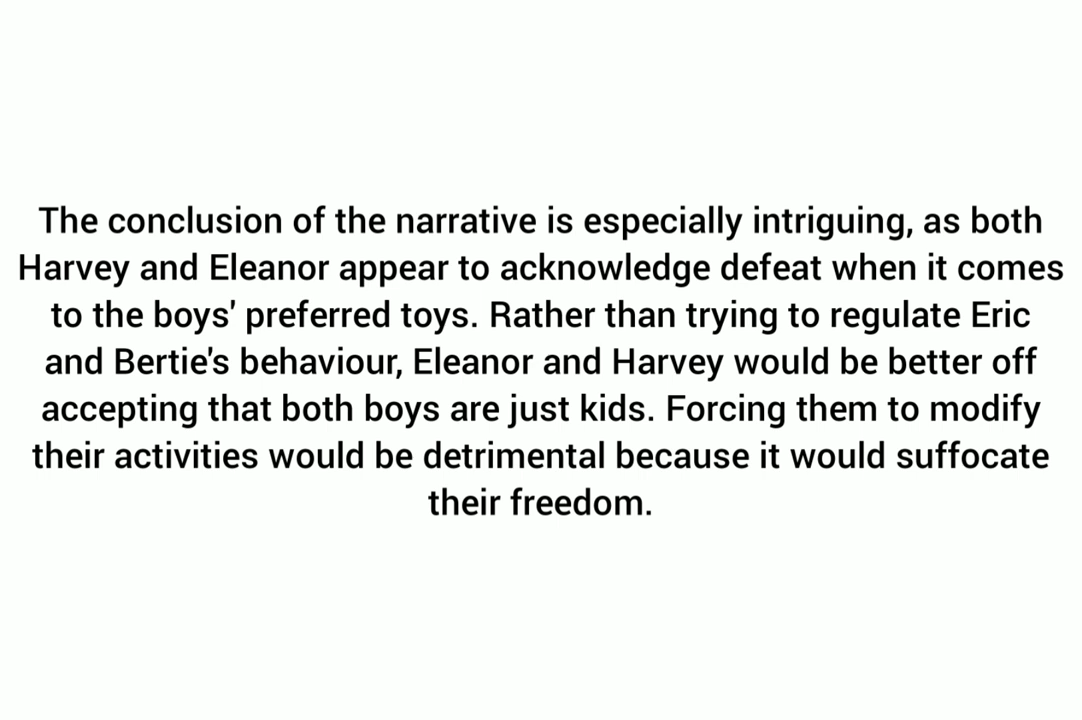 The conclusion of the narrative is especially intriguing, as both
Harvey and Eleanor appear to acknowledge defeat when it comes
to the boys' preferred toys. Rather than trying to regulate Eric
and Bertie's behaviour, Eleanor and Harvey would be better off
accepting that both boys are just kids. Forcing them to modify
their activities would be detrimental because it would suffocate
their freedom.